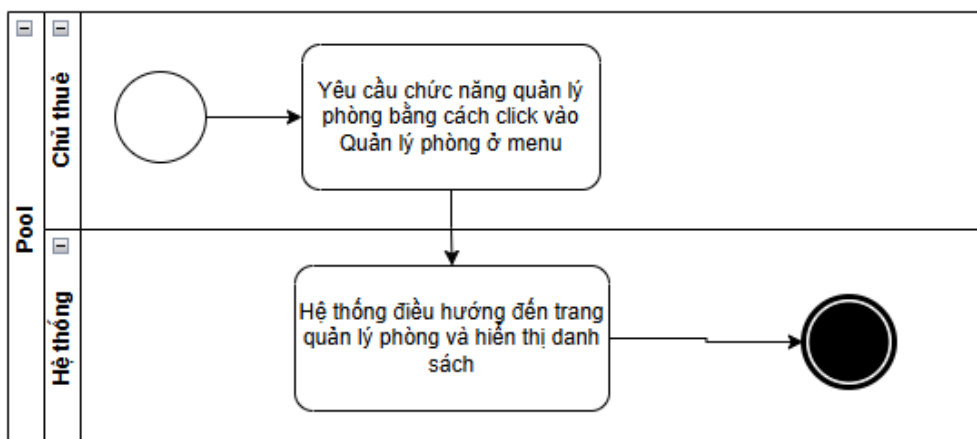 Pool
Chủ thuê
Yêu cầu chức năng quản lý
phòng bằng cách click vào
Quản lý phòng ở menu
Hệ thống
Hệ thống điều hướng đến trang
quản lý phòng và hiển thị danh
sách